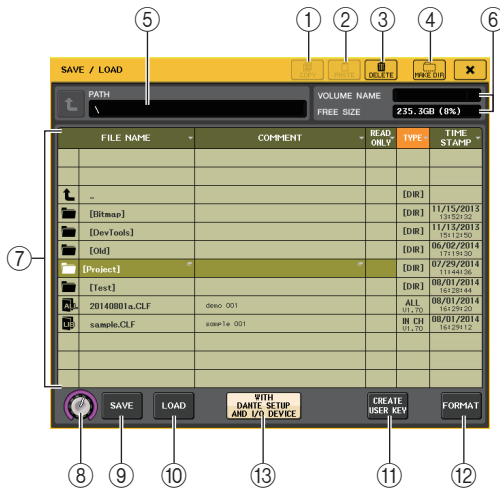 ① ② ③ ④ ⑤ ⑥
SAVE / LOAD
COPY
PASTE
DELETE
MAKE DIR
×
PATH
\
VOLUME NAME
FREE SIZE 235.3GB (8%)
FILE NAME COMMENT READ ONLY TYPE TIME STAMP
.. [DIR]
[Bitmap] [DIR] 11/15/2013 13:52:32
[DevTools] [DIR] 11/13/2013 15:12:50
[Old] [DIR] 06/02/2014 17:19:30
[Project] [DIR] 07/29/2014 11:44:36
[Test] [DIR] 08/01/2014 16:28:44
ALL 20140801a.CLF demo 001 ALL V1.70 08/01/2014 16:29:20
LIB sample.CLF sample 001 IN CH V1.70 08/01/2014 16:29:12
⑦
SAVE
LOAD
WITH DANTE SETUP AND I/O DEVICE
CREATE USER KEY
FORMAT
⑧ ⑨ ⑩ ⑬ ⑪ ⑫